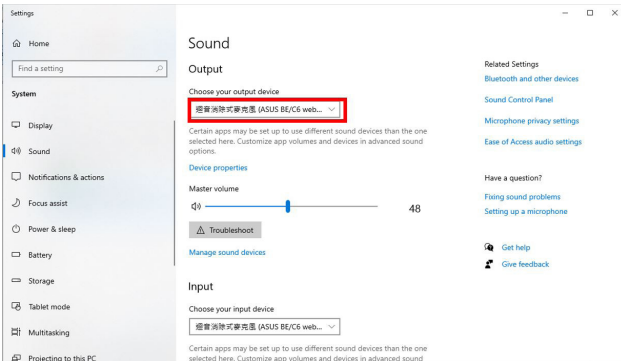 Settings
Home
Find a setting
System
Display
Sound
Notifications & actions
Focus assist
Power & sleep
Battery
Storage
Tablet mode
Multitasking
Projecting to this PC
Sound
Output
Choose your output device
迴音消除式麥克風 (ASUS BE/C6 web...
Certain apps may be set up to use different sound devices than the one
selected here. Customize app volumes and devices in advanced sound
options.
Device properties
Master volume
48
Troubleshoot
Manage sound devices
Input
Choose your input device
迴音消除式麥克風 (ASUS BE/C6 web...
Certain apps may be set up to use different sound devices than the one
selected here. Customize app volumes and devices in advanced sound
Related Settings
Bluetooth and other devices
Sound Control Panel
Microphone privacy settings
Ease of Access audio settings
Have a question?
Fixing sound problems
Setting up a microphone
Get help
Give feedback